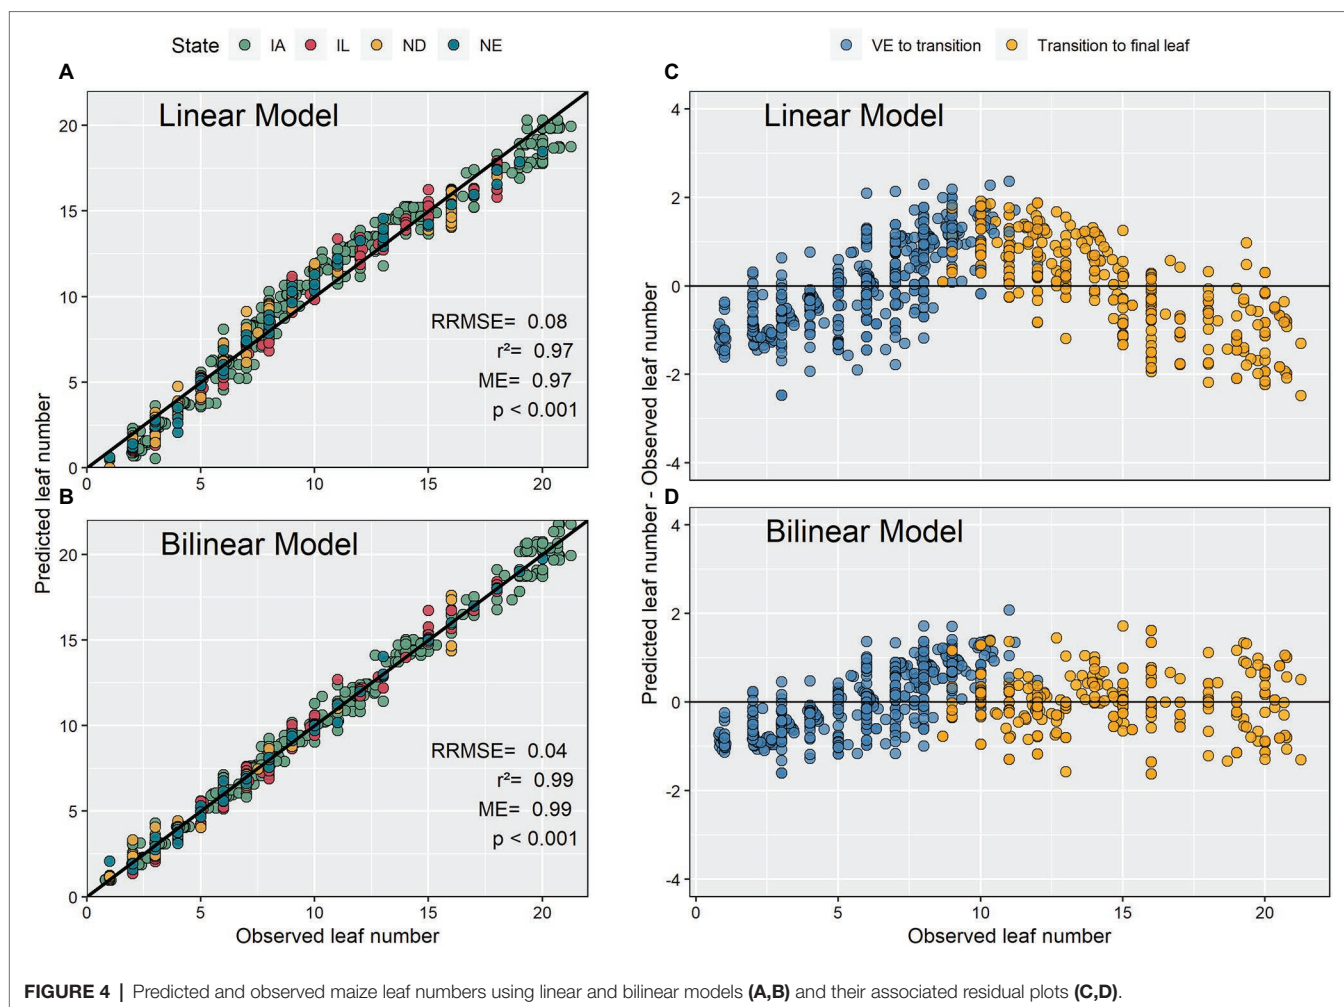 State IA IL ND NE
VE to transition Transition to final leaf
A
Linear Model
20
15
10
5
0
RRMSE= 0.08
r²= 0.97
ME= 0.97
p < 0.001
0 5 10 15 20
B
Bilinear Model
20
15
10
5
0
RRMSE= 0.04
r²= 0.99
ME= 0.99
p < 0.001
0 5 10 15 20
Observed leaf number
Predicted leaf number
C
Linear Model
4
2
0
-2
-4
D
Bilinear Model
4
2
0
-2
-4
0 5 10 15 20
Observed leaf number
Predicted leaf number - Observed leaf number
FIGURE 4 | Predicted and observed maize leaf numbers using linear and bilinear models (A,B) and their associated residual plots (C,D).